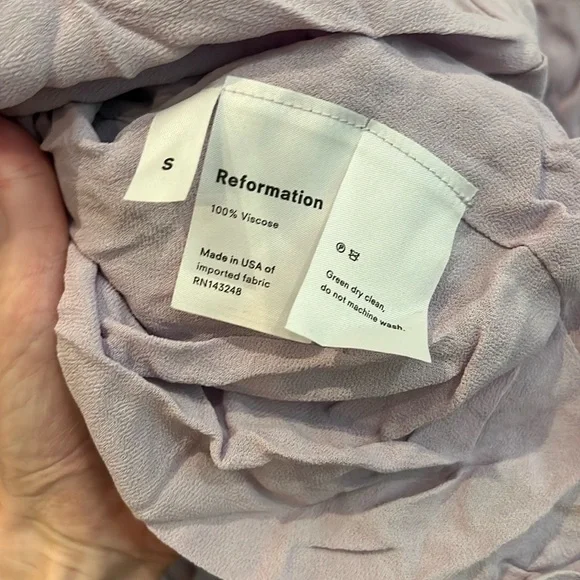 S
Reformation
100% Viscose
Made in USA of
imported fabric
RN143248
P
Green dry clean,
do not machine wash.